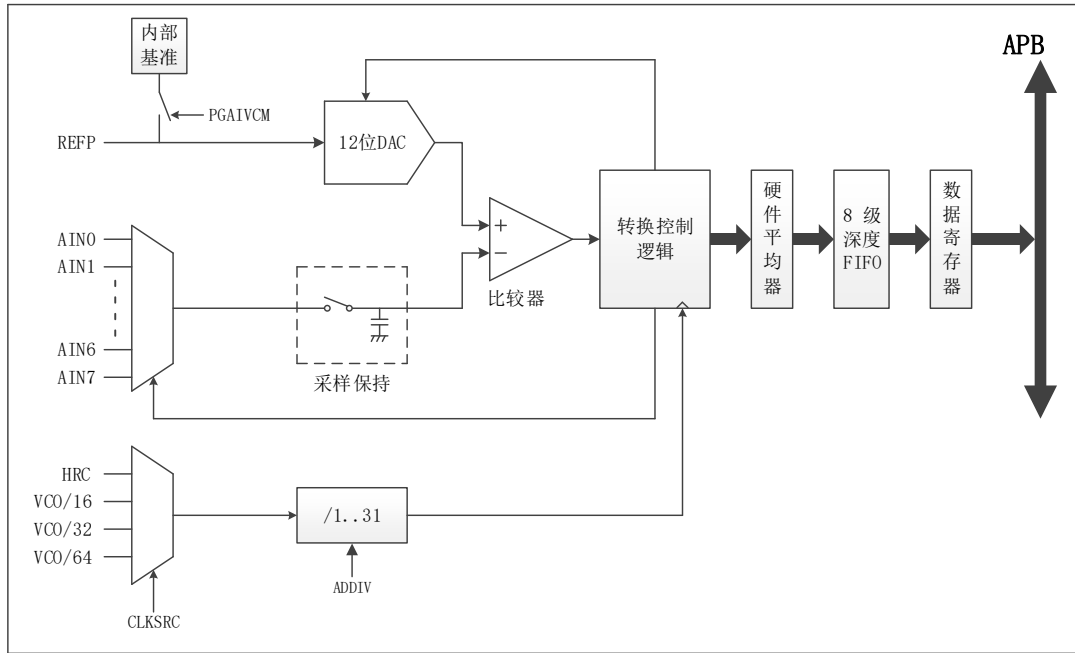 内部
基准
APB
PGAIVCM
REFP
12位DAC
AIN0
AIN1
AIN6
AIN7
+
−
比较器
采样保持
转换控制
逻辑
硬
件
平
均
器
8 级
深度
FIFO
数
据
寄
存
器
HRC
VCO/16
VCO/32
VCO/64
/1..31
ADDIV
CLKSRC